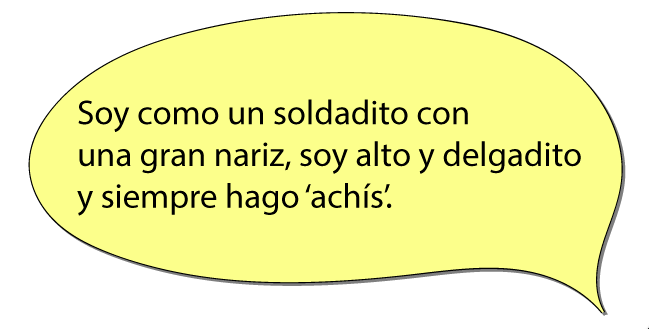 Soy como un soldadito con
una gran nariz, soy alto y delgadito
y siempre hago ‘achís’.